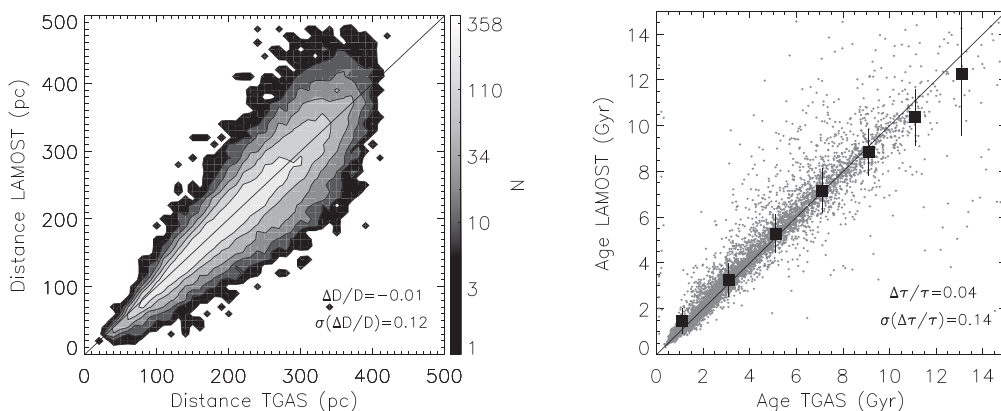 500
400
300
200
100
0
Distance LAMOST (pc)
0 100 200 300 400 500
Distance TGAS (pc)
ΔD/D=−0.01
σ(ΔD/D)=0.12
358
110
34
10
3
1
N
14
12
10
8
6
4
2
0
Age LAMOST (Gyr)
0 2 4 6 8 10 12 14
Age TGAS (Gyr)
Δτ/τ=0.04
σ(Δτ/τ)=0.14